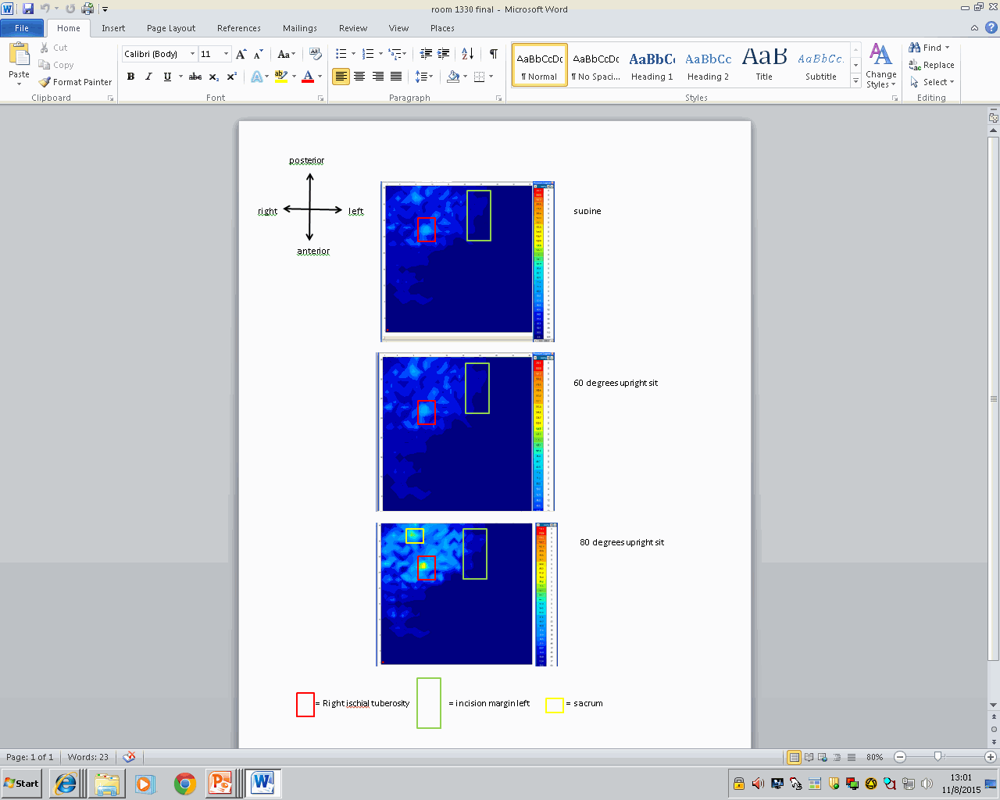 room 1330 final - Microsoft Word
File Home Insert Page Layout References Mailings Review View Places
Paste
Cut
Copy
Format Painter
Clipboard
Calibri (Body) 11
Font
Paragraph
AaBbCcDc AaBbCcDc AaBbCc AaBbCc AaB AaBbCc.
¶ Normal ¶ No Spaci... Heading 1 Heading 2 Title Subtitle
Change Styles
Styles
Find
Replace
Select
Editing
posterior
right left
anterior
supine
60 degrees upright sit
80 degrees upright sit
= Right ischial tuberosity = incision margin left = sacrum
Page: 1 of 1 Words: 23 80%
Start
13:01
11/8/2015